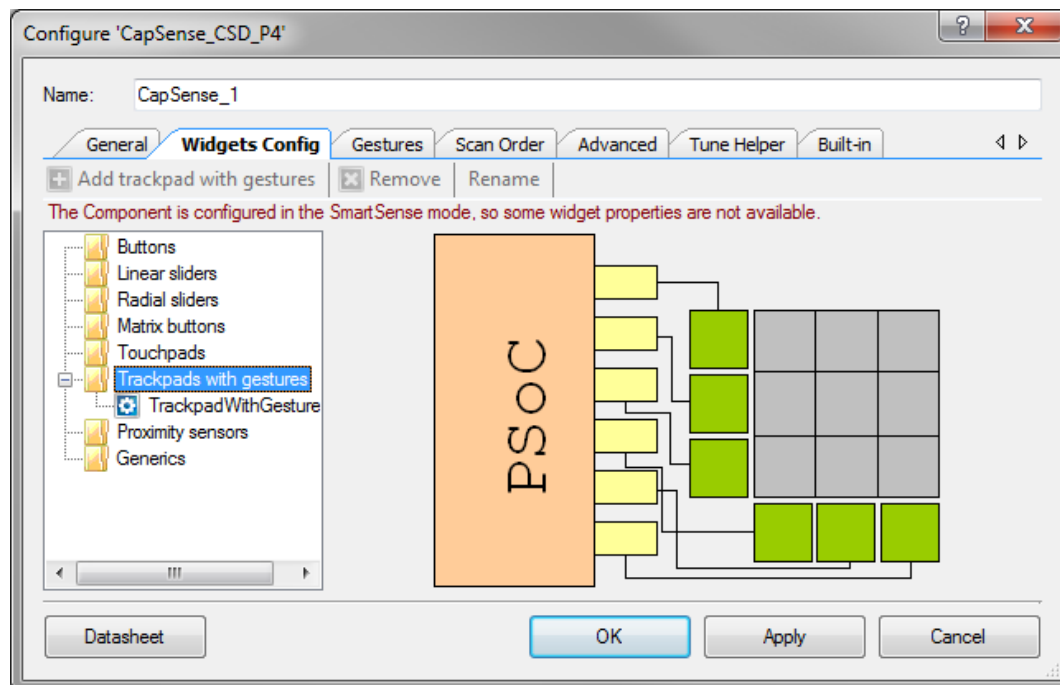 Configure 'CapSense_CSD_P4'
Name: CapSense_1
General Widgets Config Gestures Scan Order Advanced Tune Helper Built-in
Add trackpad with gestures Remove Rename
The Component is configured in the SmartSense mode, so some widget properties are not available.
Buttons
Linear sliders
Radial sliders
Matrix buttons
Touchpads
Trackpads with gestures
TrackpadWithGesture
Proximity sensors
Generics
PSoC
Datasheet OK Apply Cancel